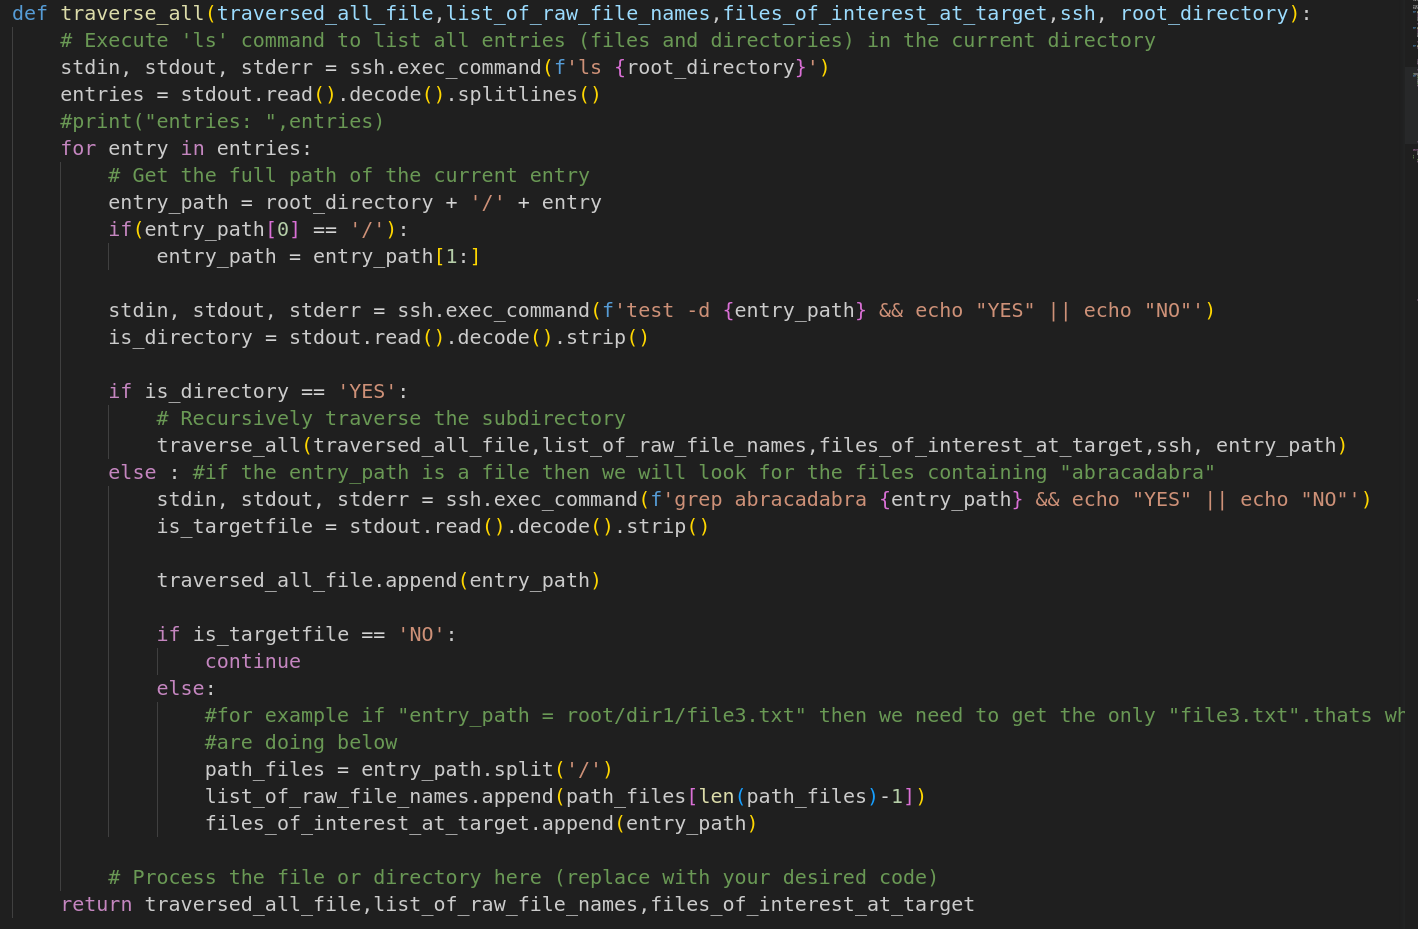 def traverse_all(traversed_all_file,list_of_raw_file_names,files_of_interest_at_target,ssh, root_directory):
    # Execute 'ls' command to list all entries (files and directories) in the current directory
    stdin, stdout, stderr = ssh.exec_command(f'ls {root_directory}')
    entries = stdout.read().decode().splitlines()
    #print("entries: ",entries)
    for entry in entries:
        # Get the full path of the current entry
        entry_path = root_directory + '/' + entry
        if(entry_path[0] == '/'):
            entry_path = entry_path[1:]

        stdin, stdout, stderr = ssh.exec_command(f'test -d {entry_path} && echo "YES" || echo "NO"')
        is_directory = stdout.read().decode().strip()

        if is_directory == 'YES':
            # Recursively traverse the subdirectory
            traverse_all(traversed_all_file,list_of_raw_file_names,files_of_interest_at_target,ssh, entry_path)
        else : #if the entry_path is a file then we will look for the files containing "abracadabra"
            stdin, stdout, stderr = ssh.exec_command(f'grep abracadabra {entry_path} && echo "YES" || echo "NO"')
            is_targetfile = stdout.read().decode().strip()

            traversed_all_file.append(entry_path)

            if is_targetfile == 'NO':
                continue
            else:
                #for example if "entry_path = root/dir1/file3.txt" then we need to get the only "file3.txt".thats
                #are doing below
                path_files = entry_path.split('/')
                list_of_raw_file_names.append(path_files[len(path_files)-1])
                files_of_interest_at_target.append(entry_path)

        # Process the file or directory here (replace with your desired code)
    return traversed_all_file,list_of_raw_file_names,files_of_interest_at_target